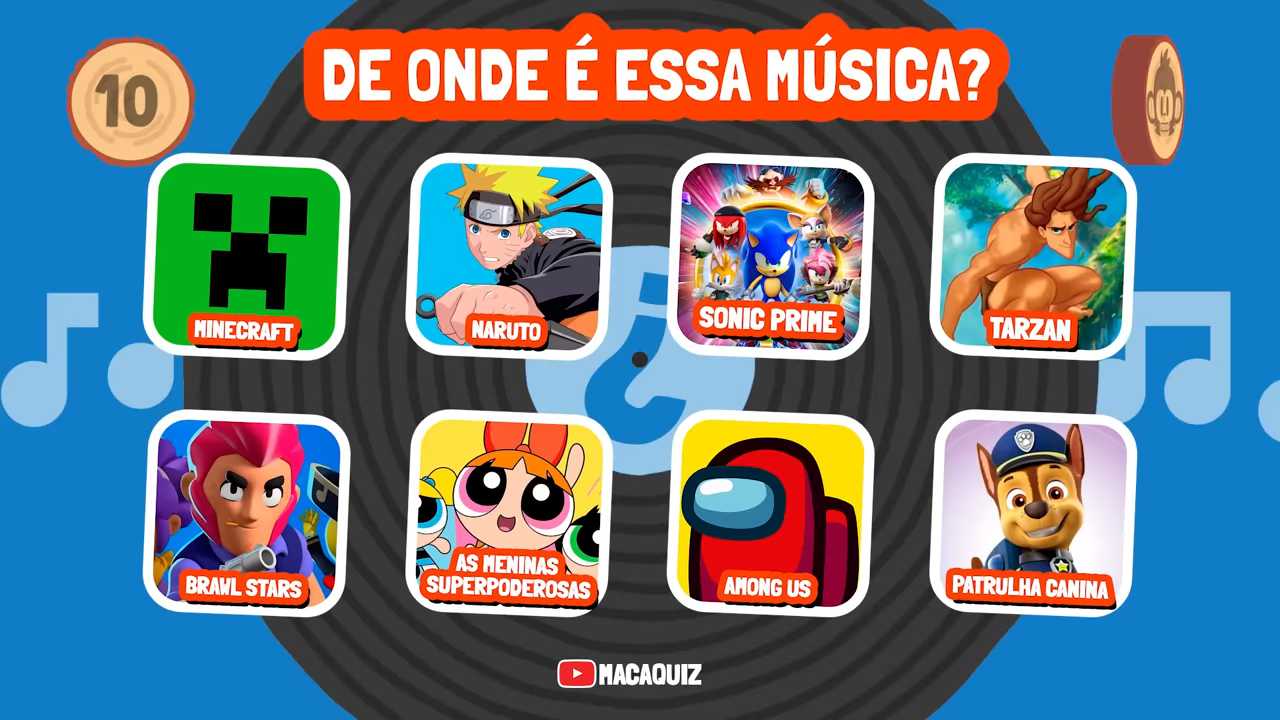 10
DE ONDE É ESSA MÚSICA?
MINECRAFT
NARUTO
SONIC PRIME
TARZAN
BRAWL STARS
AS MENINAS
SUPERPODEROSAS
AMONG US
PATRULHA CANINA
MACAQUIZ